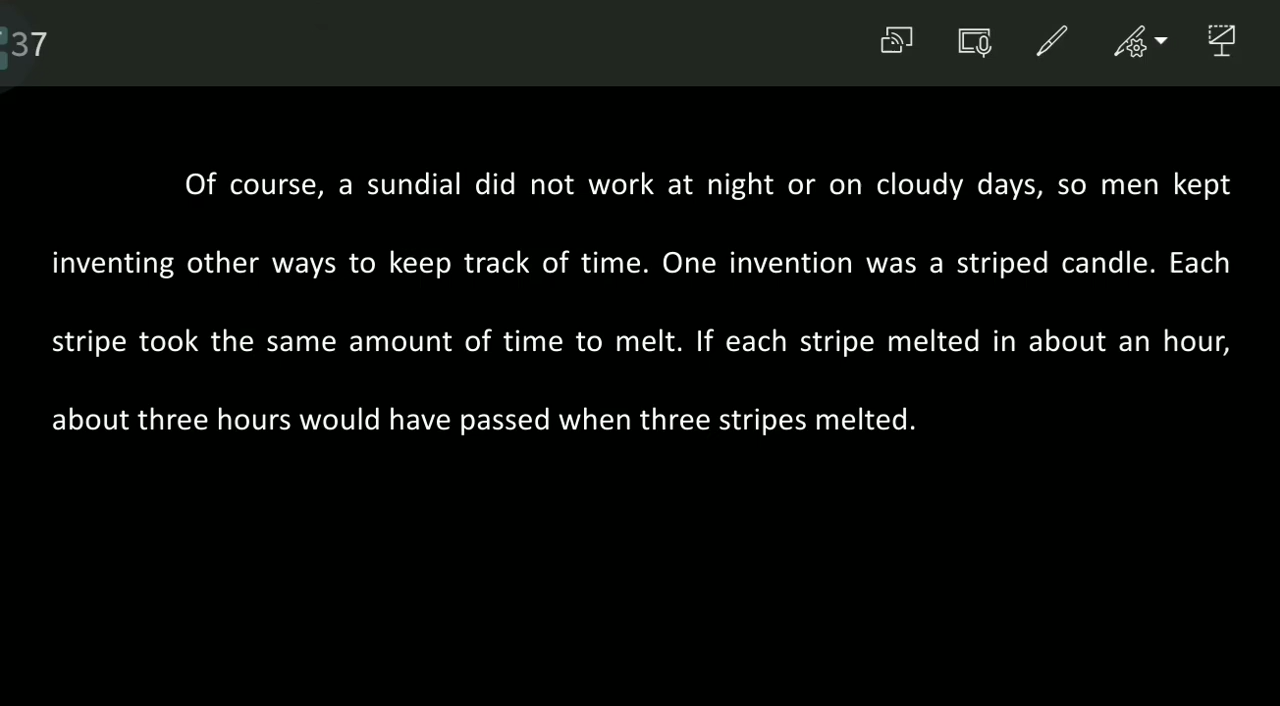 37
Of course, a sundial did not work at night or on cloudy days, so men kept
inventing other ways to keep track of time. One invention was a striped candle. Each
stripe took the same amount of time to melt. If each stripe melted in about an hour,
about three hours would have passed when three stripes melted.